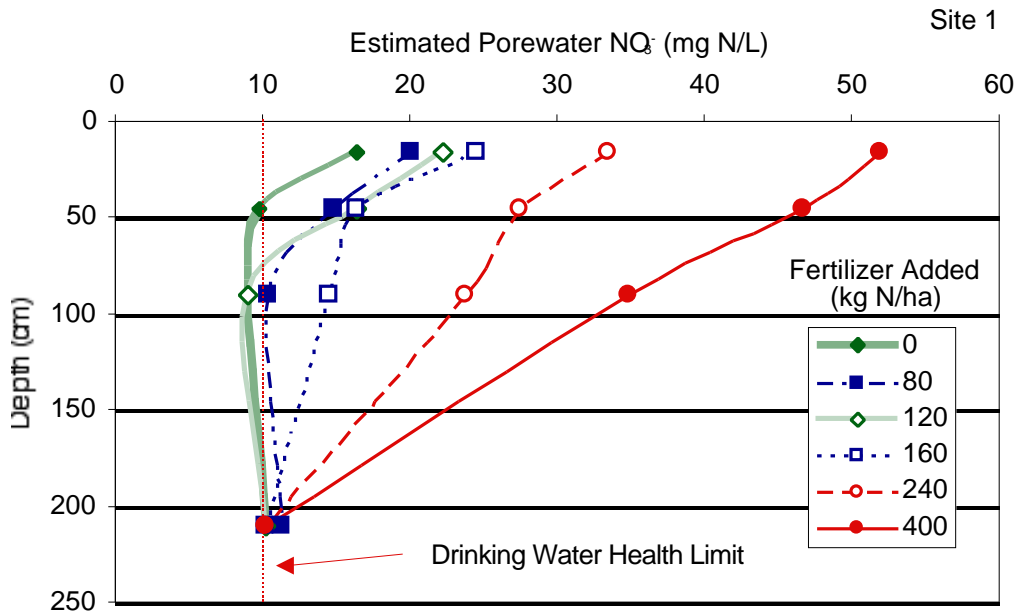 Site 1
Estimated Porewater NO3- (mg N/L)
0 10 20 30 40 50 60
0
50
100
150
200
250
Depth (cm)
Fertilizer Added
(kg N/ha)
0
80
120
160
240
400
Drinking Water Health Limit